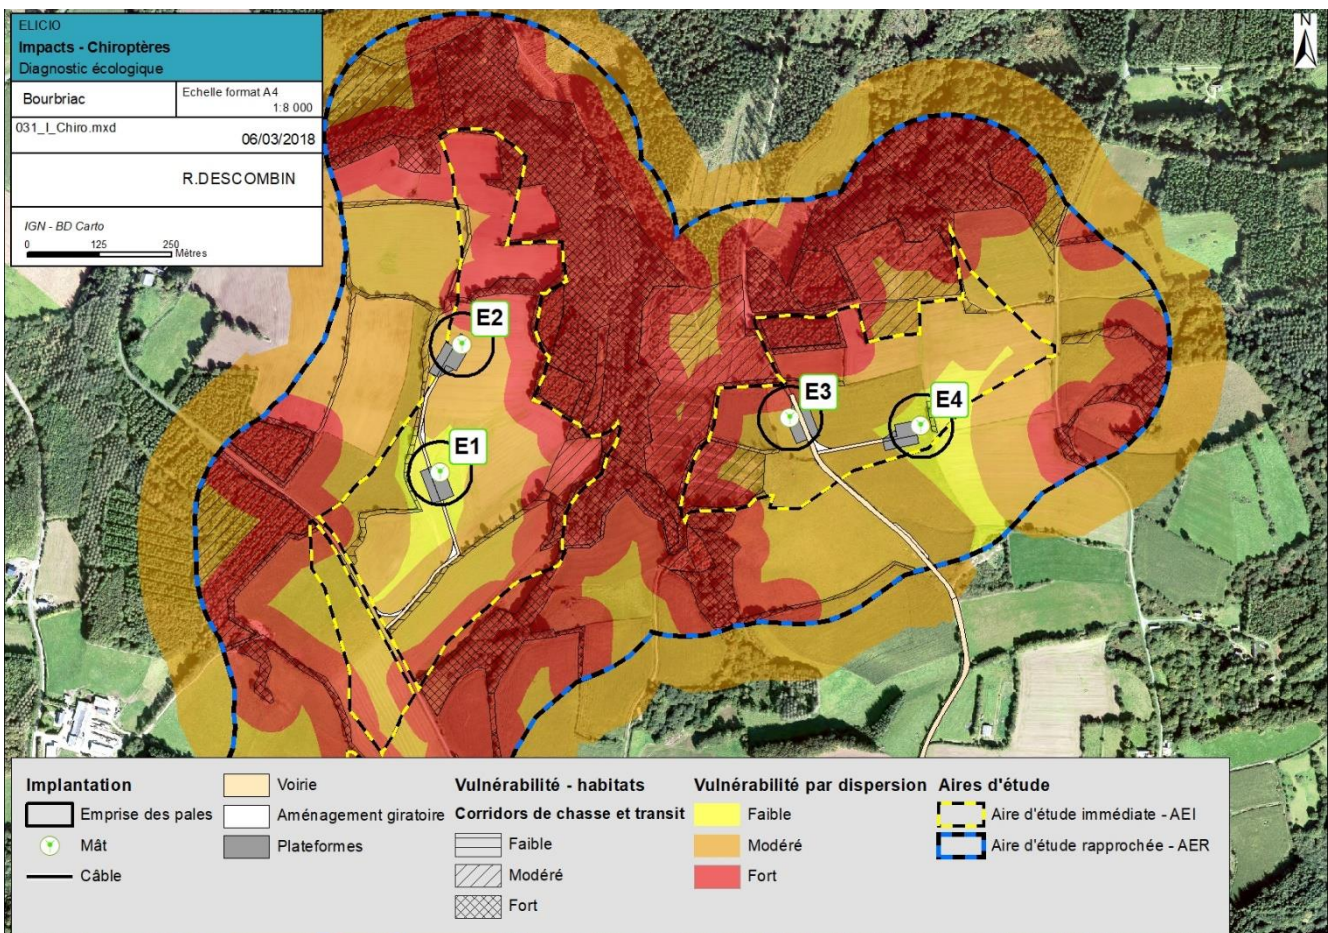 ELICIO
Impacts - Chiroptères
Diagnostic écologique
Bourbriac
Echelle format A4
1:8 000
031_I_Chiro.mxd
06/03/2018
R.DESCOMBIN
IGN - BD Carto
0 125 250
Mètres
N
E2
E1
E3
E4
Implantation
Emprise des pales
Mât
Câble
Voirie
Aménagement giratoire
Plateformes
Vulnérabilité - habitats
Corridors de chasse et transit
Faible
Modéré
Fort
Vulnérabilité par dispersion
Faible
Modéré
Fort
Aires d'étude
Aire d'étude immédiate - AEI
Aire d'étude rapprochée - AER